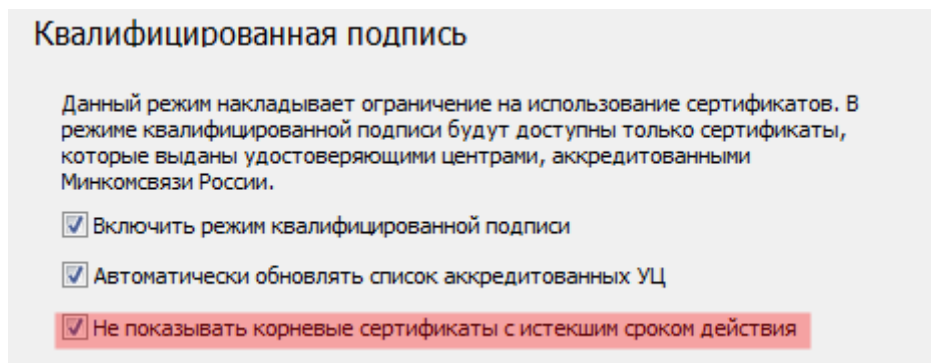 Квалифицированная подпись
Данный режим накладывает ограничение на использование сертификатов. В
режиме квалифицированной подписи будут доступны только сертификаты,
которые выданы удостоверяющими центрами, аккредитованными
Минкомсвязи России.
Включить режим квалифицированной подписи
Автоматически обновлять список аккредитованных УЦ
Не показывать корневые сертификаты с истекшим сроком действия